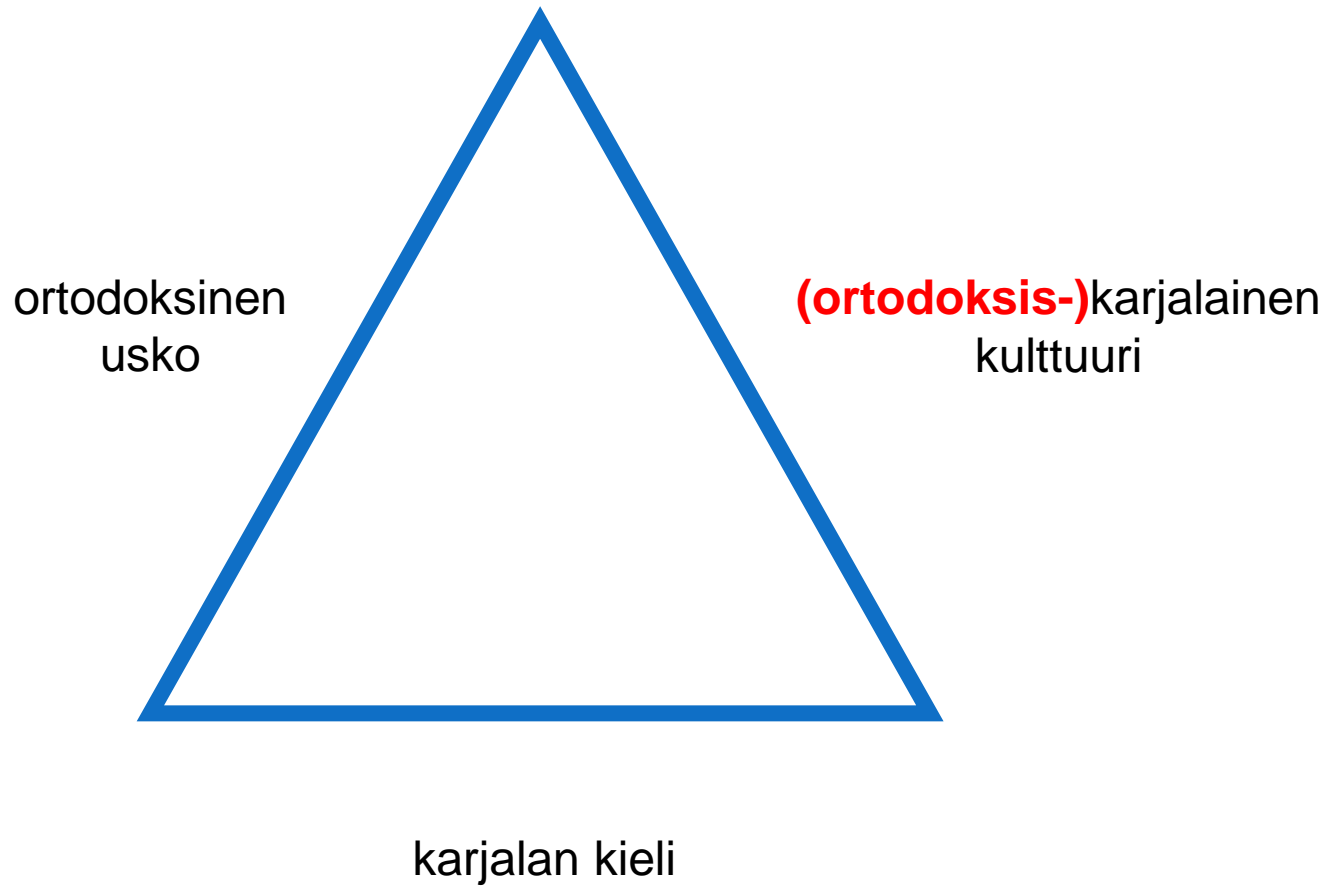 ortodoksinen
usko
(ortodoksis-)karjalainen
kulttuuri
karjalan kieli